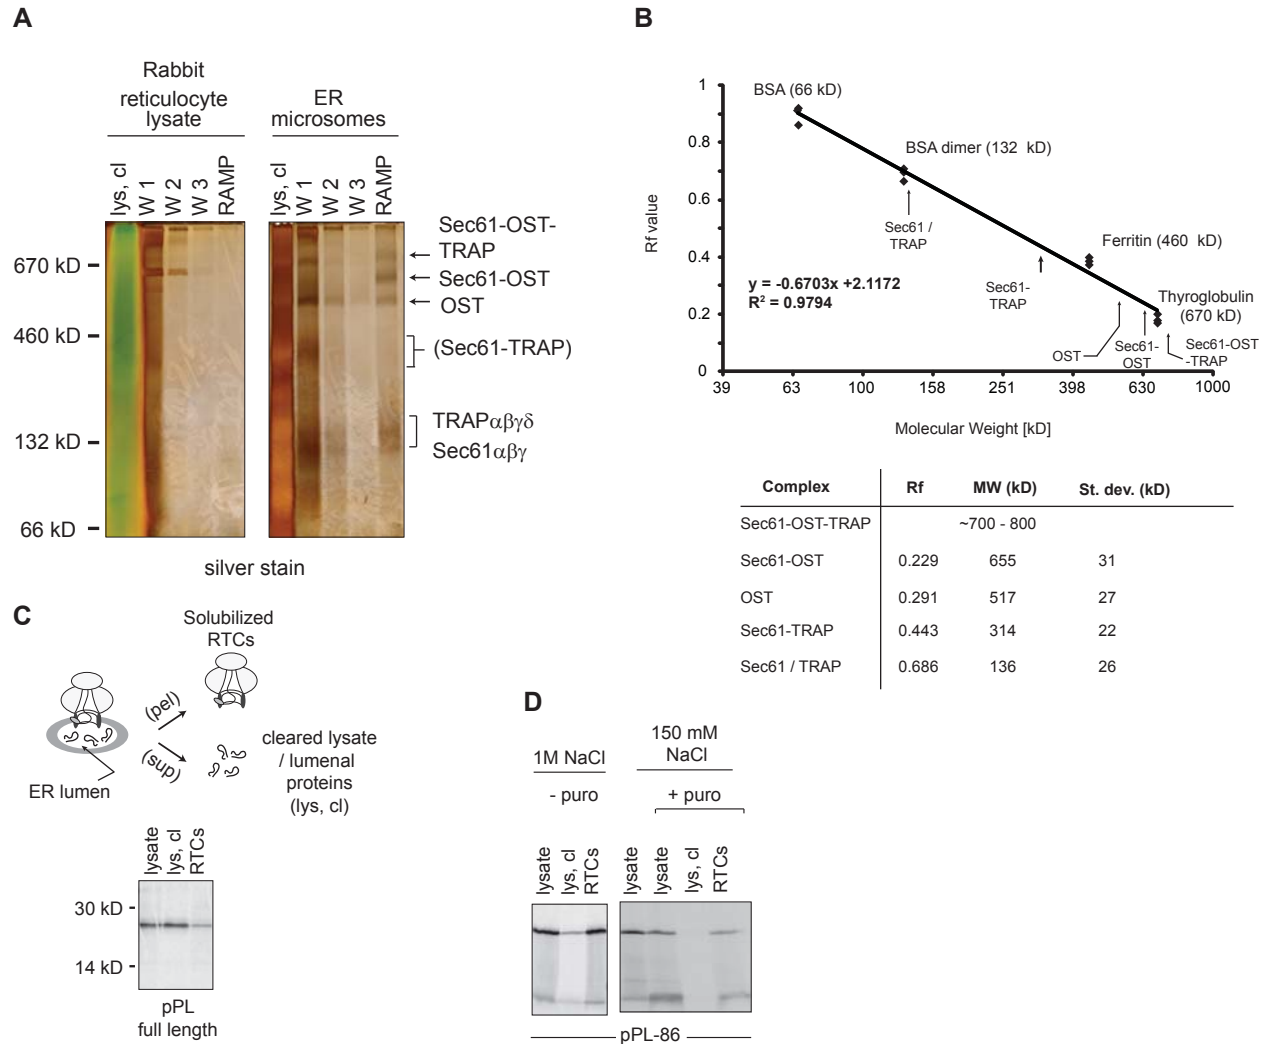 A
Rabbit
reticulocyte
lysate
ER
microsomes
lys, cl
W 1
W 2
W 3
RAMP
lys, cl
W 1
W 2
W 3
RAMP
670 kD
460 kD
132 kD
66 kD
Sec61-OST-
TRAP
Sec61-OST
OST
(Sec61-TRAP)
TRAPαβγδ
Sec61αβγ
silver stain
B
Rf value
1
0.8
0.6
0.4
0.2
0
39
63
100
158
251
398
630
1000
Molecular Weight [kD]
BSA (66 kD)
BSA dimer (132 kD)
Sec61 /
TRAP
Ferritin (460 kD)
Sec61-
TRAP
y = -0.6703x +2.1172
R² = 0.9794
Thyroglobulin
(670 kD)
OST
Sec61-
OST
Sec61-OST
-TRAP
Complex Rf MW (kD) St. dev. (kD)
Sec61-OST-TRAP ~700 - 800
Sec61-OST 0.229 655 31
OST 0.291 517 27
Sec61-TRAP 0.443 314 22
Sec61 / TRAP 0.686 136 26
C
Solubilized
RTCs
(pel)
(sup)
ER lumen
cleared lysate
/ lumenal
proteins
(lys, cl)
lysate
lys, cl
RTCs
30 kD
14 kD
pPL
full length
D
1M NaCl
- puro
150 mM
NaCl
+ puro
lysate
lys, cl
RTCs
lysate
lysate
lys, cl
RTCs
pPL-86